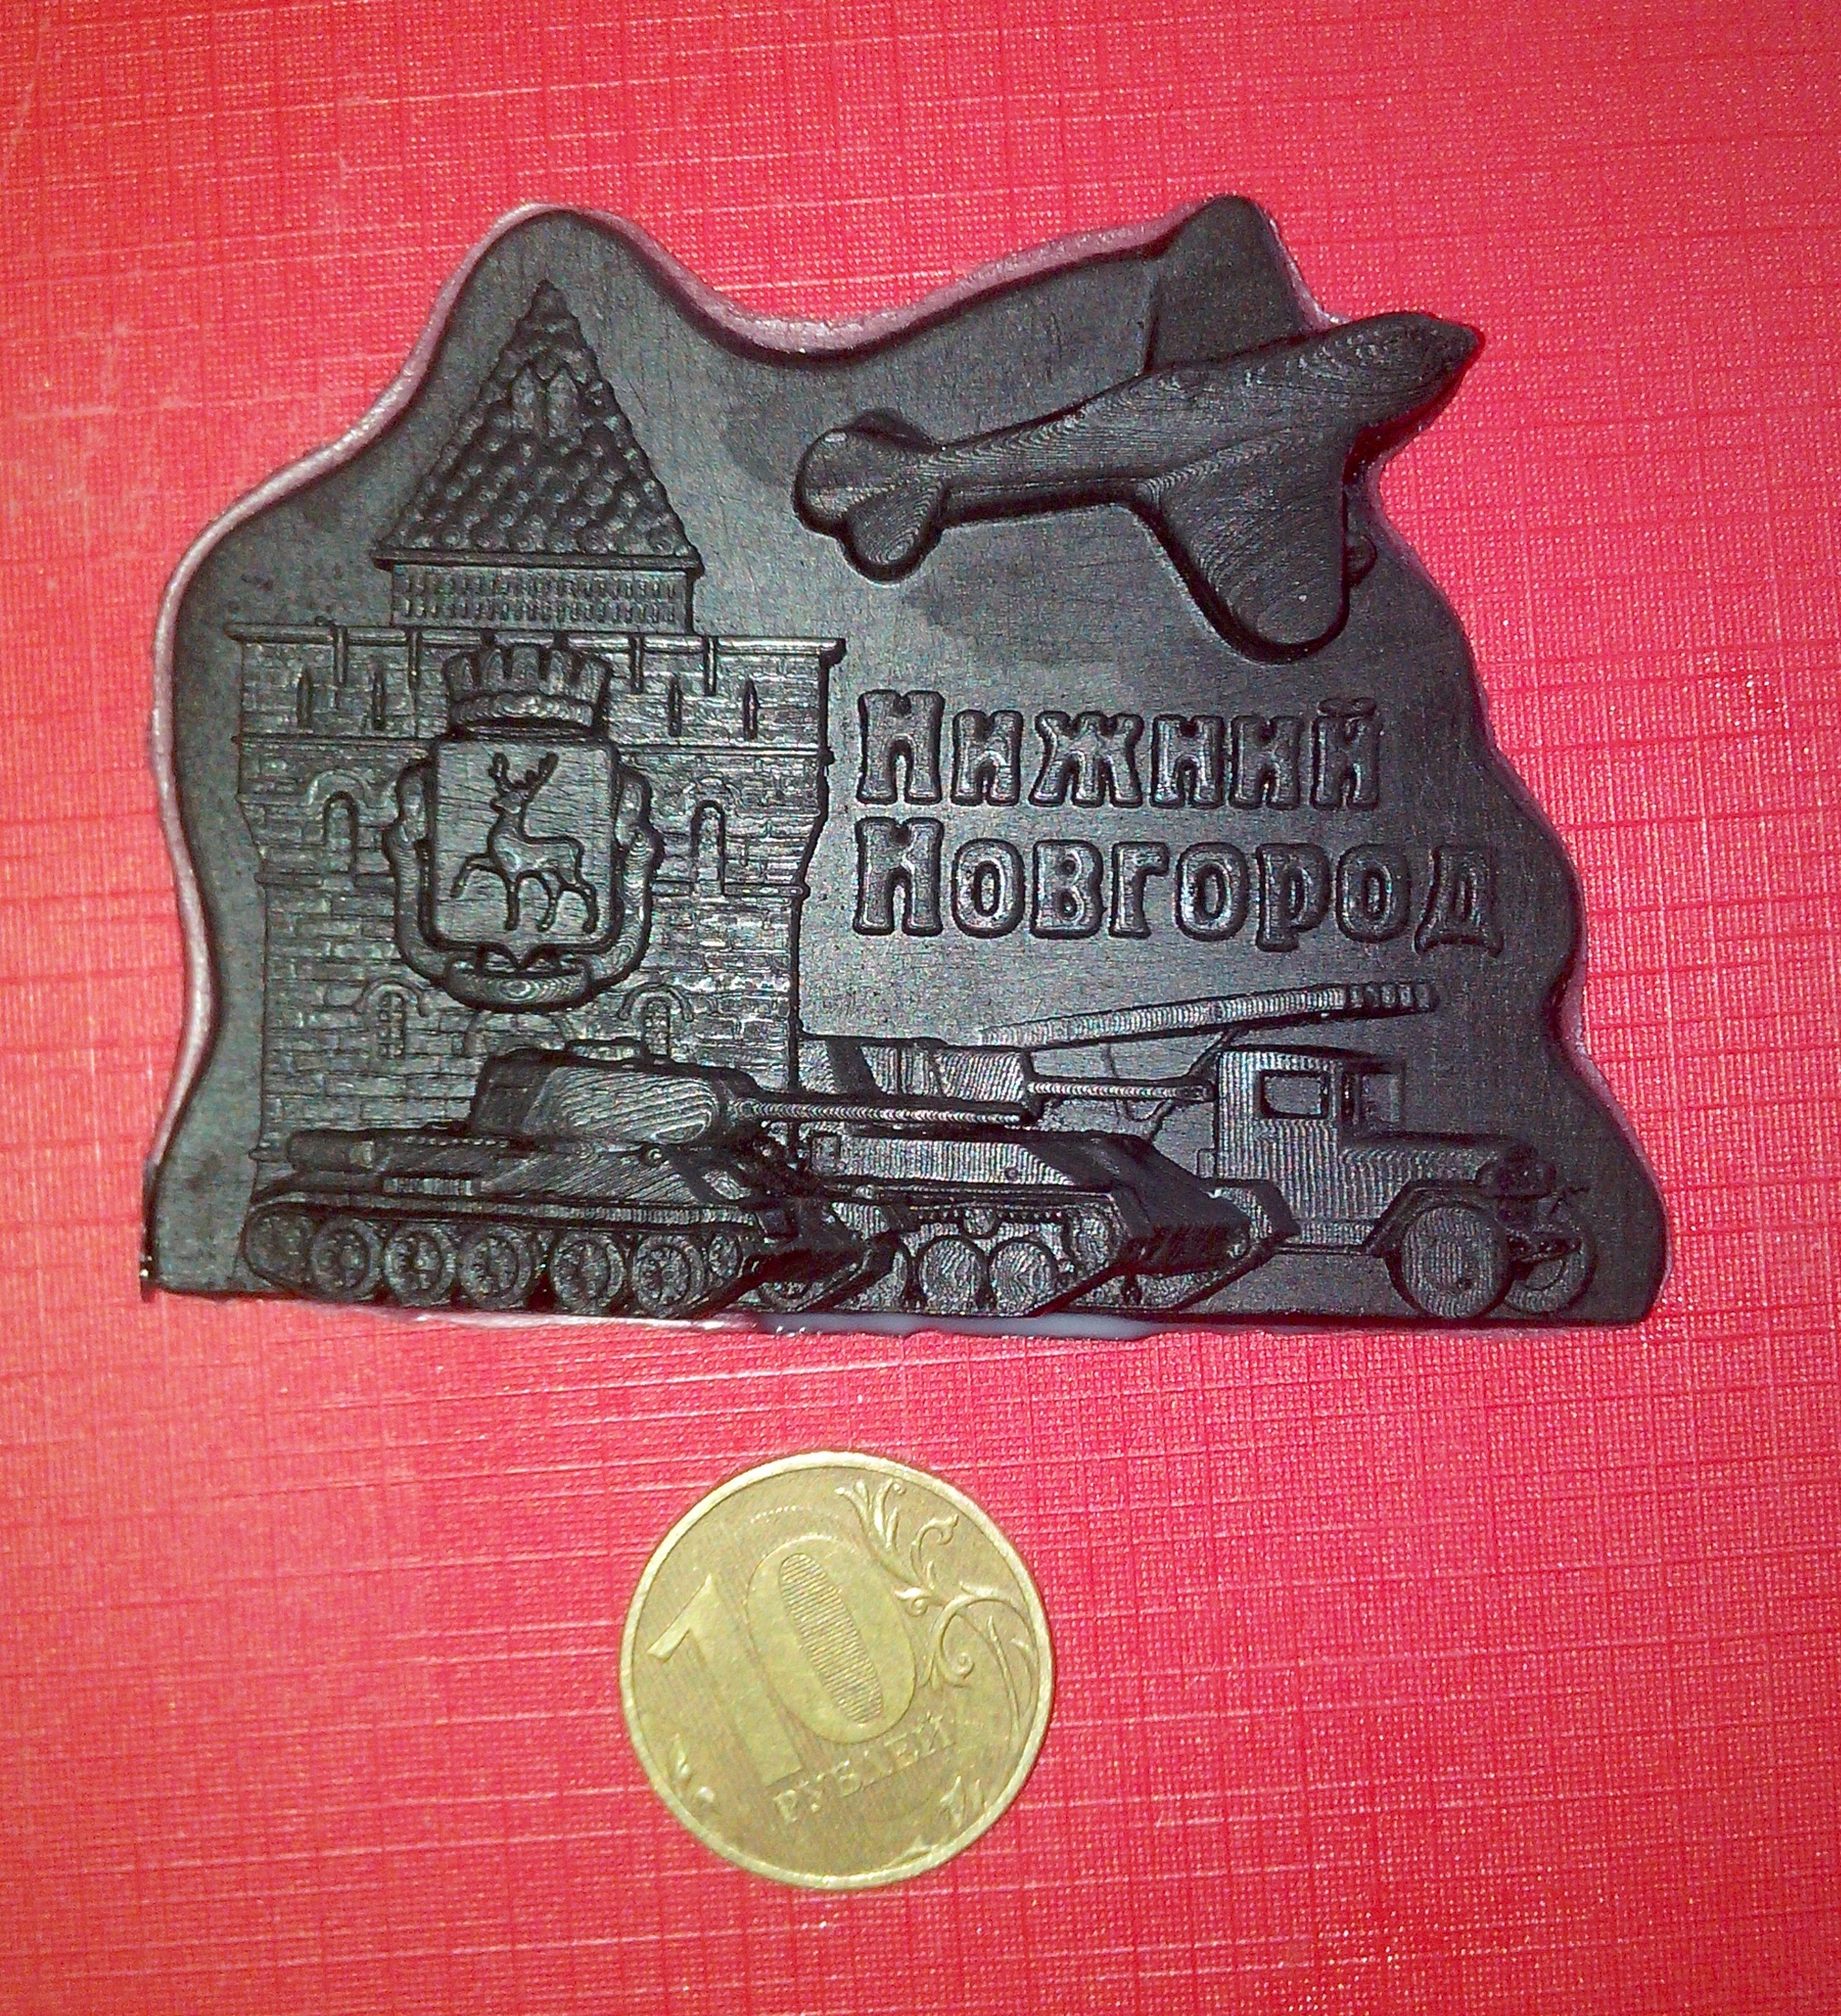 Нижний
Новгород
10
РУБЛЕЙ